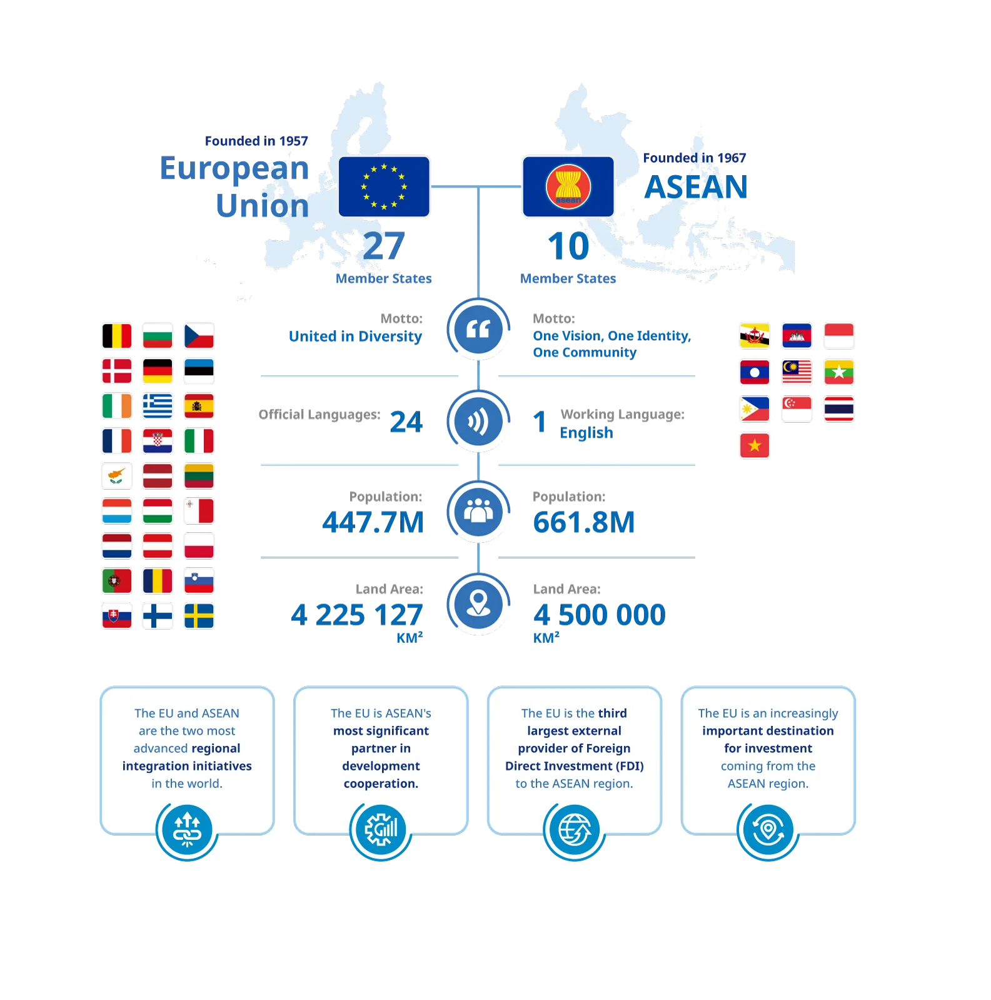 Founded in 1957
European
Union
27
Member States
asean
Founded in 1967
ASEAN
10
Member States
Motto:
United in Diversity
Motto:
One Vision, One Identity,
One Community
Official Languages: 24
1 Working Language:
English
Population:
447.7M
Population:
661.8M
Land Area:
4 225 127
KM²
Land Area:
4 500 000
KM²
The EU and ASEAN
are the two most
advanced regional
integration initiatives
in the world.
The EU is ASEAN's
most significant
partner in
development
cooperation.
The EU is the third
largest external
provider of Foreign
Direct Investment (FDI)
to the ASEAN region.
The EU is an increasingly
important destination
for investment
coming from the
ASEAN region.